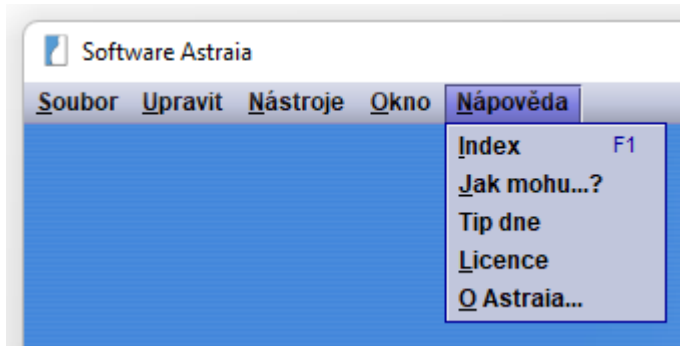 Software Astraia
Soubor Upravit Nástroje Okno Nápověda
Index F1
Jak mohu...?
Tip dne
Licence
O Astraia...